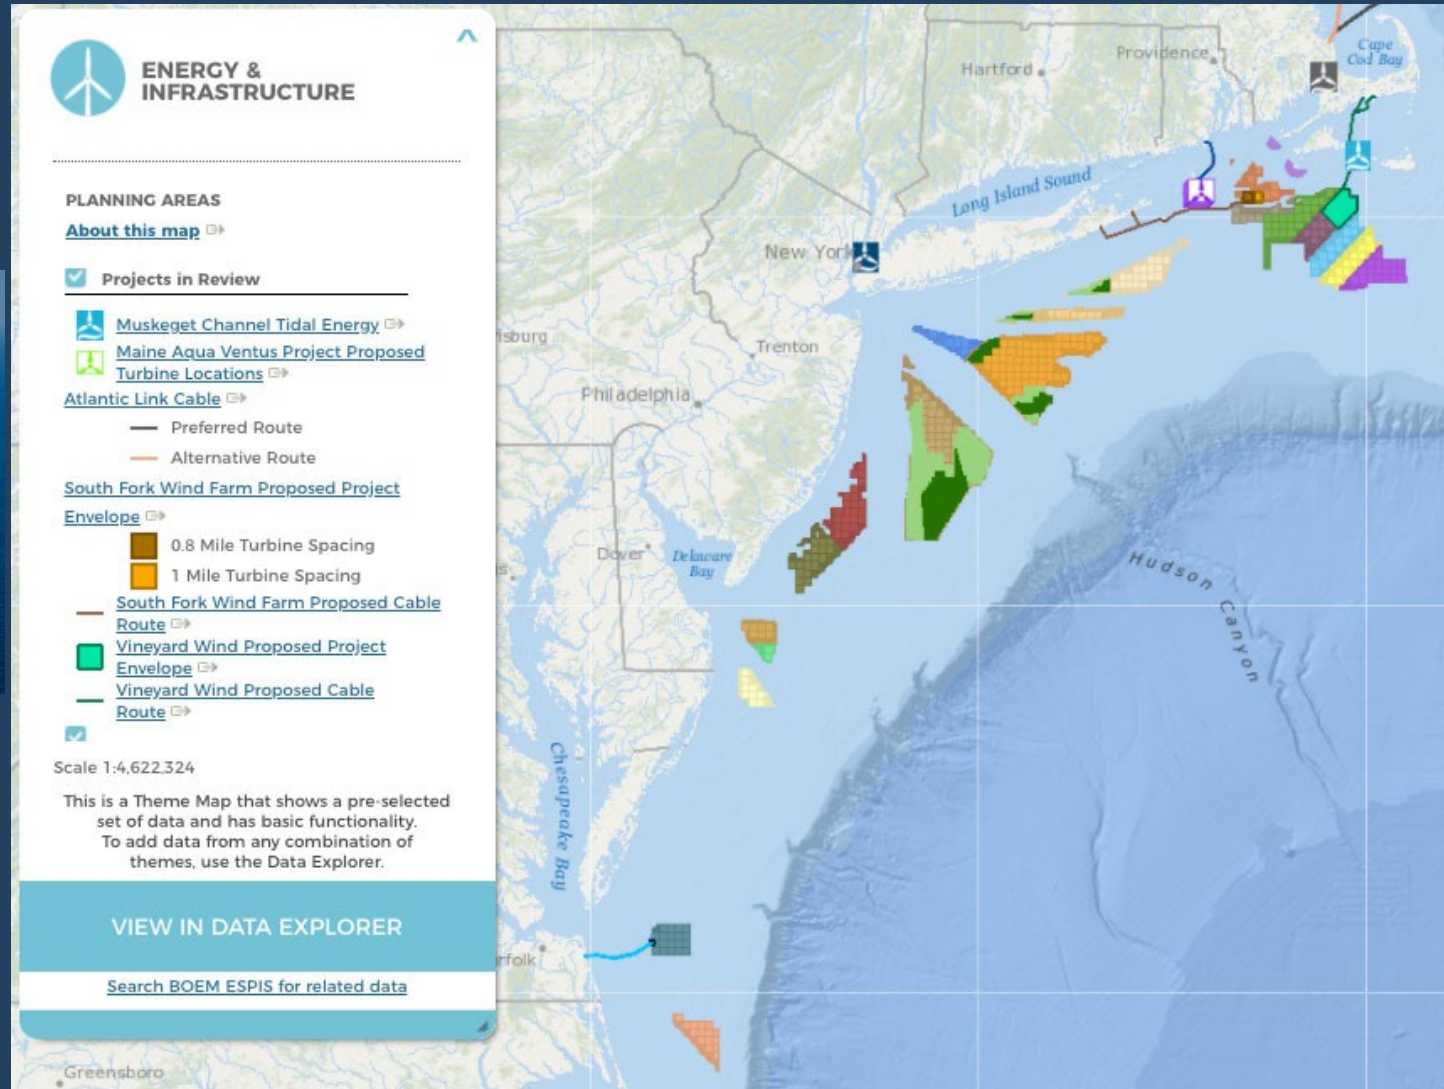 ENERGY &
INFRASTRUCTURE
PLANNING AREAS
About this map
Projects in Review
Muskeget Channel Tidal Energy
Maine Aqua Ventus Project Proposed
Turbine Locations
Atlantic Link Cable
Preferred Route
Alternative Route
South Fork Wind Farm Proposed Project
Envelope
0.8 Mile Turbine Spacing
1 Mile Turbine Spacing
South Fork Wind Farm Proposed Cable
Route
Vineyard Wind Proposed Project
Envelope
Vineyard Wind Proposed Cable
Route
Scale 1:4,622,324
This is a Theme Map that shows a pre-selected
set of data and has basic functionality.
To add data from any combination of
themes, use the Data Explorer.
VIEW IN DATA EXPLORER
Search BOEM ESPIS for related data
Providence
Cape
Cod Bay
Hartford
Long Island Sound
New York
isburg
Trenton
Philadelphia
Dover
Delaware
Bay
is
Hudson Canyon
Chesapeake Bay
rfolk
Greensboro